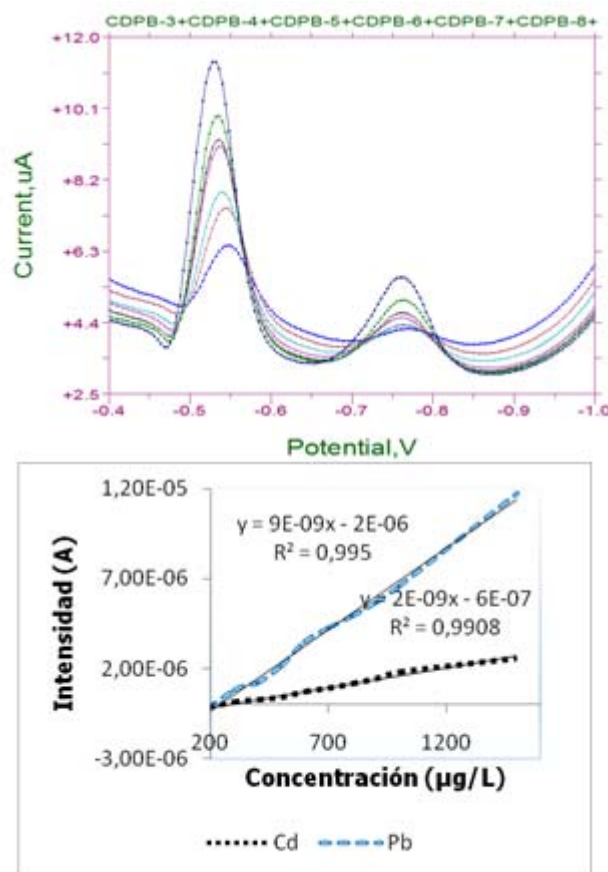 CDPB-3+CDPB-4+CDPB-5+CDPB-6+CDPB-7+CDPB-8+
+12.0
+10.1
+8.2
+6.3
+4.4
+2.5
Current,uA
-0.4 -0.5 -0.6 -0.7 -0.8 -0.9 -1.0
Potential,V
1,20E-05
7,00E-06
2,00E-06
-3,00E-06
Intensidad (A)
y = 9E-09x - 2E-06
R² = 0,995
y = 2E-09x - 6E-07
R² = 0,9908
200 700 1200
Concentración (µg/L)
Cd Pb